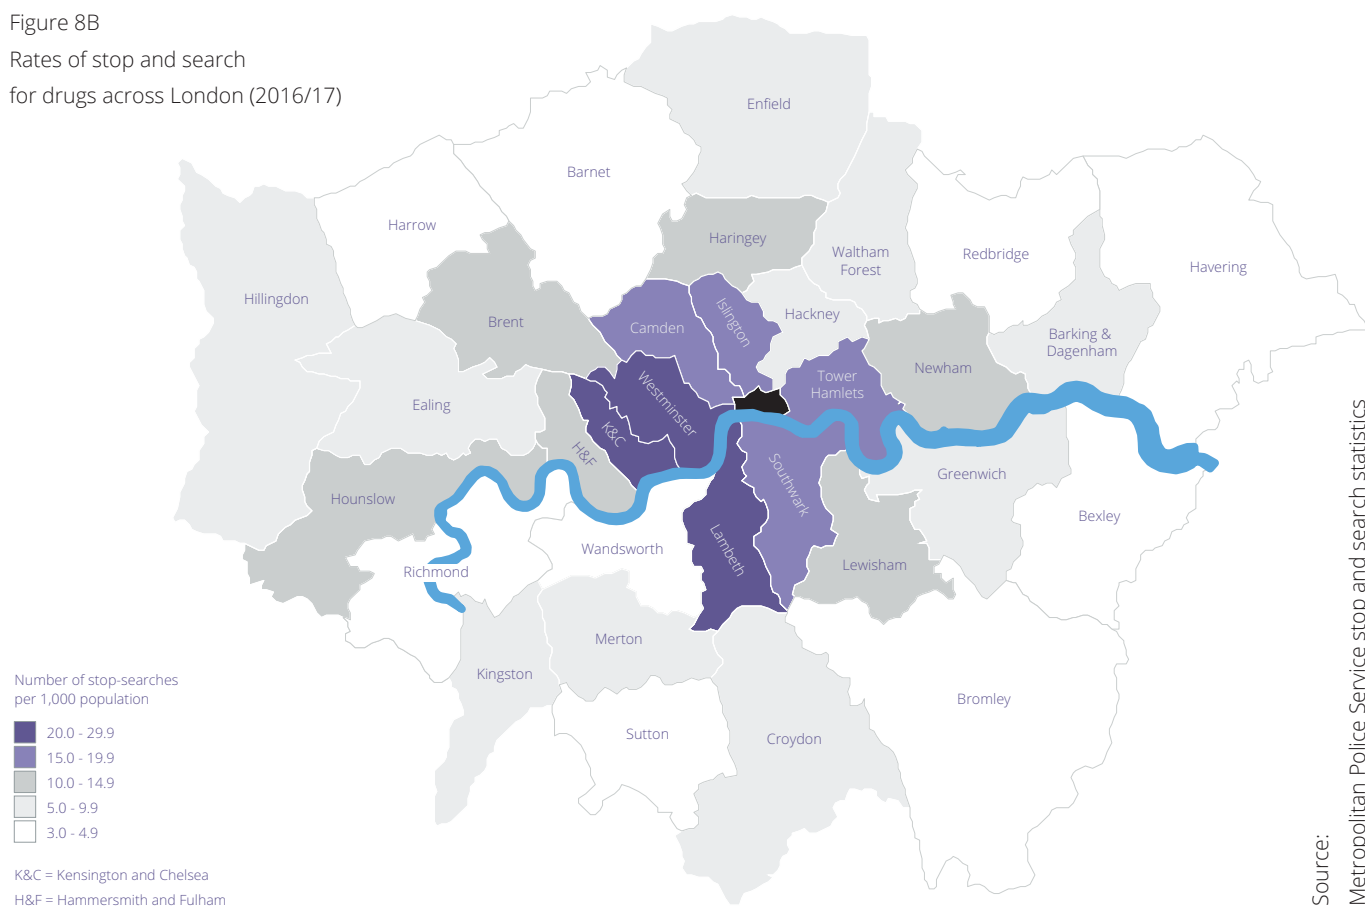 Figure 8B
Rates of stop and search
for drugs across London (2016/17)
Enfield
Barnet
Harrow
Haringey
Waltham
Forest
Redbridge
Havering
Hillingdon
Brent
Camden
Islington
Hackney
Barking &
Dagenham
Newham
Tower
Hamlets
Westminster
Ealing
K&C
H&F
Southwark
Greenwich
Hounslow
Bexley
Lambeth
Wandsworth
Lewisham
Richmond
Merton
Kingston
Bromley
Sutton
Croydon
Number of stop-searches
per 1,000 population
20.0 - 29.9
15.0 - 19.9
10.0 - 14.9
5.0 - 9.9
3.0 - 4.9
K&C = Kensington and Chelsea
H&F = Hammersmith and Fulham
Source:
Metropolitan Police Service stop and search statistics